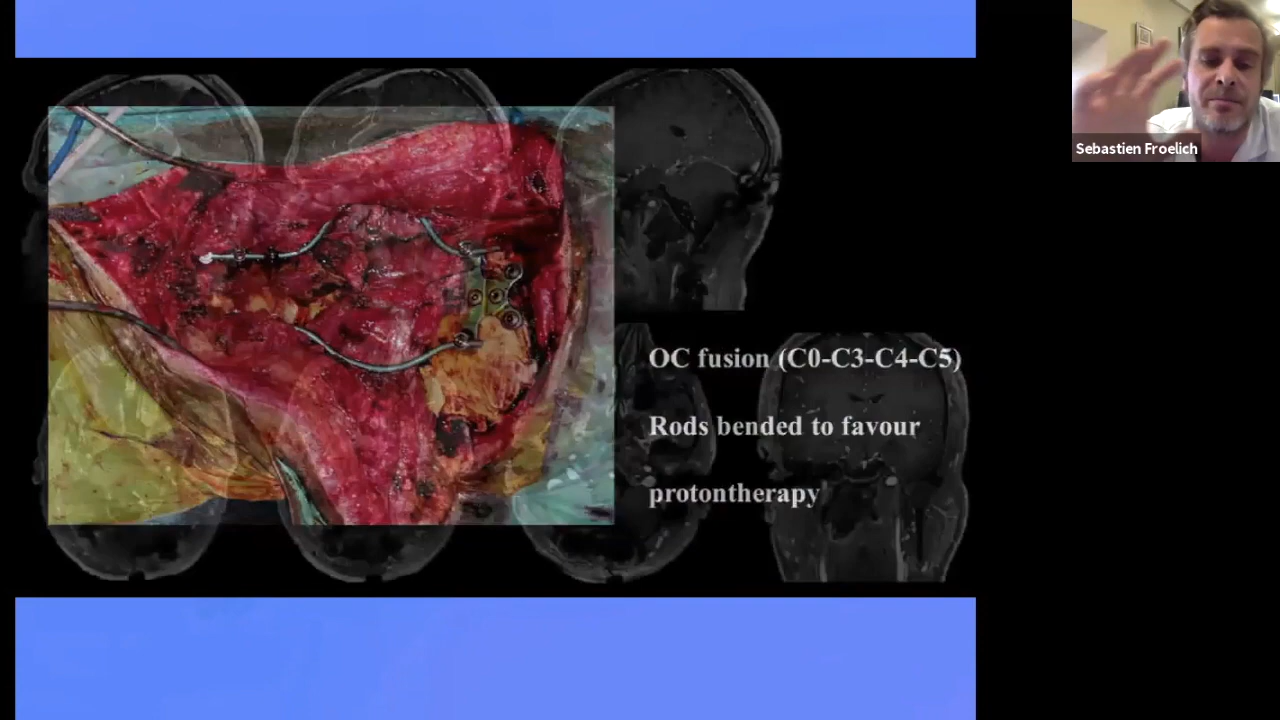 Sebastien Froelich
OC fusion (C0-C3-C4-C5)
Rods bended to favour
protontherapy